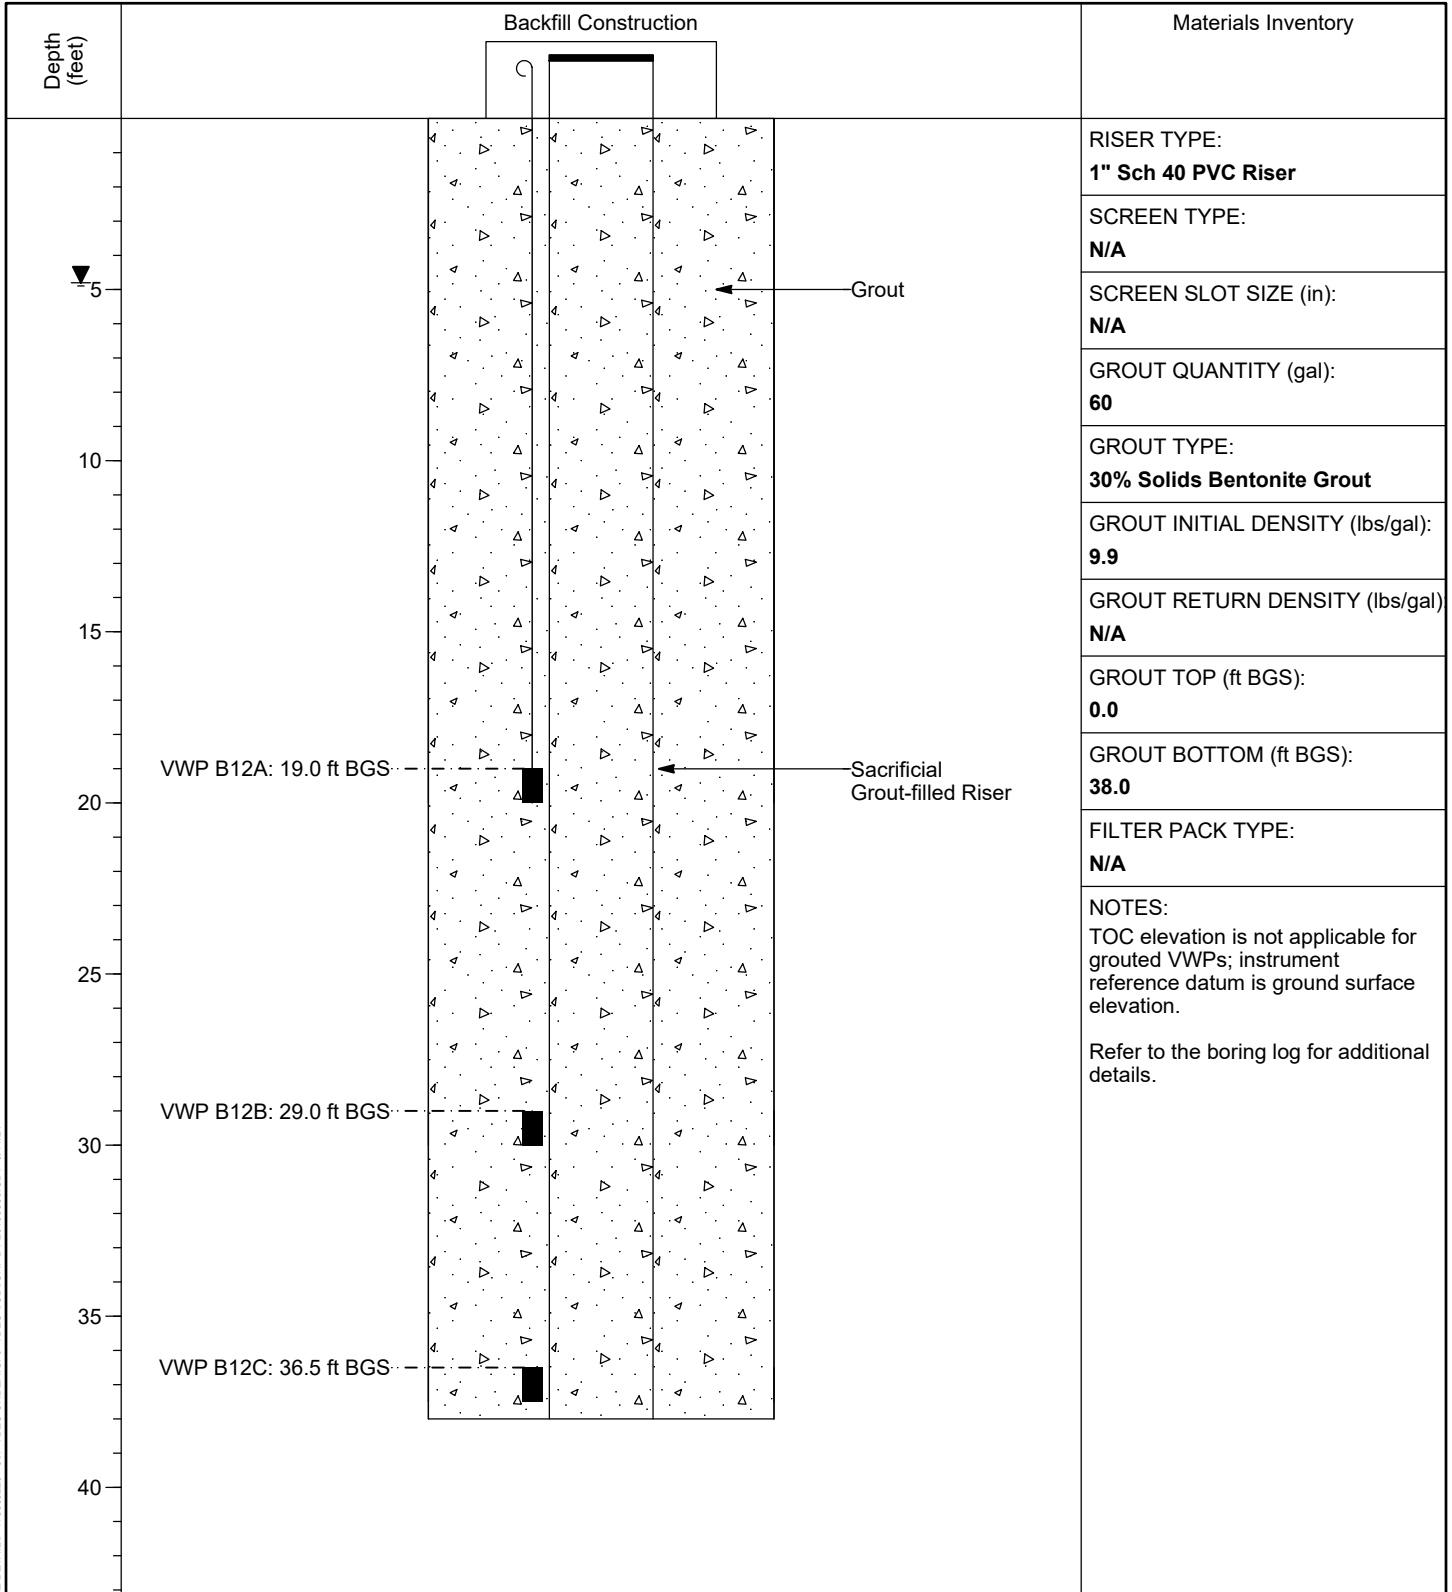 Depth
(feet)
Backfill Construction
Materials Inventory
5
10
15
20
25
30
35
40
Grout
Sacrificial
Grout-filled Riser
VWP B12A: 19.0 ft BGS
VWP B12B: 29.0 ft BGS
VWP B12C: 36.5 ft BGS
RISER TYPE:
1" Sch 40 PVC Riser
SCREEN TYPE:
N/A
SCREEN SLOT SIZE (in):
N/A
GROUT QUANTITY (gal):
60
GROUT TYPE:
30% Solids Bentonite Grout
GROUT INITIAL DENSITY (lbs/gal):
9.9
GROUT RETURN DENSITY (lbs/gal):
N/A
GROUT TOP (ft BGS):
0.0
GROUT BOTTOM (ft BGS):
38.0
FILTER PACK TYPE:
N/A
NOTES:
TOC elevation is not applicable for
grouted VWPs; instrument
reference datum is ground surface
elevation.
Refer to the boring log for additional
details.